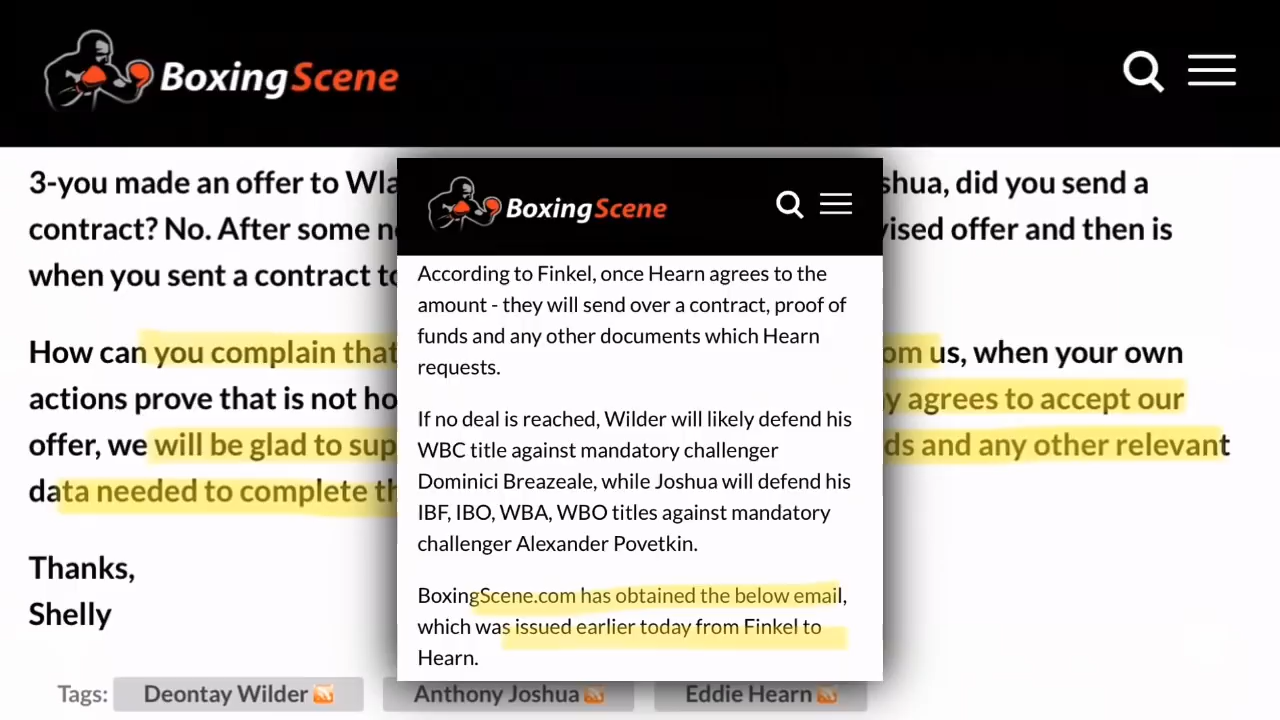 BoxingScene
3-you made an offer to Wla shua, did you send a
contract? No. After some n vised offer and then is
when you sent a contract to
How can you complain that om us, when your own
actions prove that is not ho y agrees to accept our
offer, we will be glad to sup ds and any other relevant
data needed to complete th
Thanks,
Shelly
Tags: Deontay Wilder Anthony Joshua Eddie Hearn
BoxingScene
According to Finkel, once Hearn agrees to the
amount - they will send over a contract, proof of
funds and any other documents which Hearn
requests.
If no deal is reached, Wilder will likely defend his
WBC title against mandatory challenger
Dominici Breazeale, while Joshua will defend his
IBF, IBO, WBA, WBO titles against mandatory
challenger Alexander Povetkin.
BoxingScene.com has obtained the below email,
which was issued earlier today from Finkel to
Hearn.